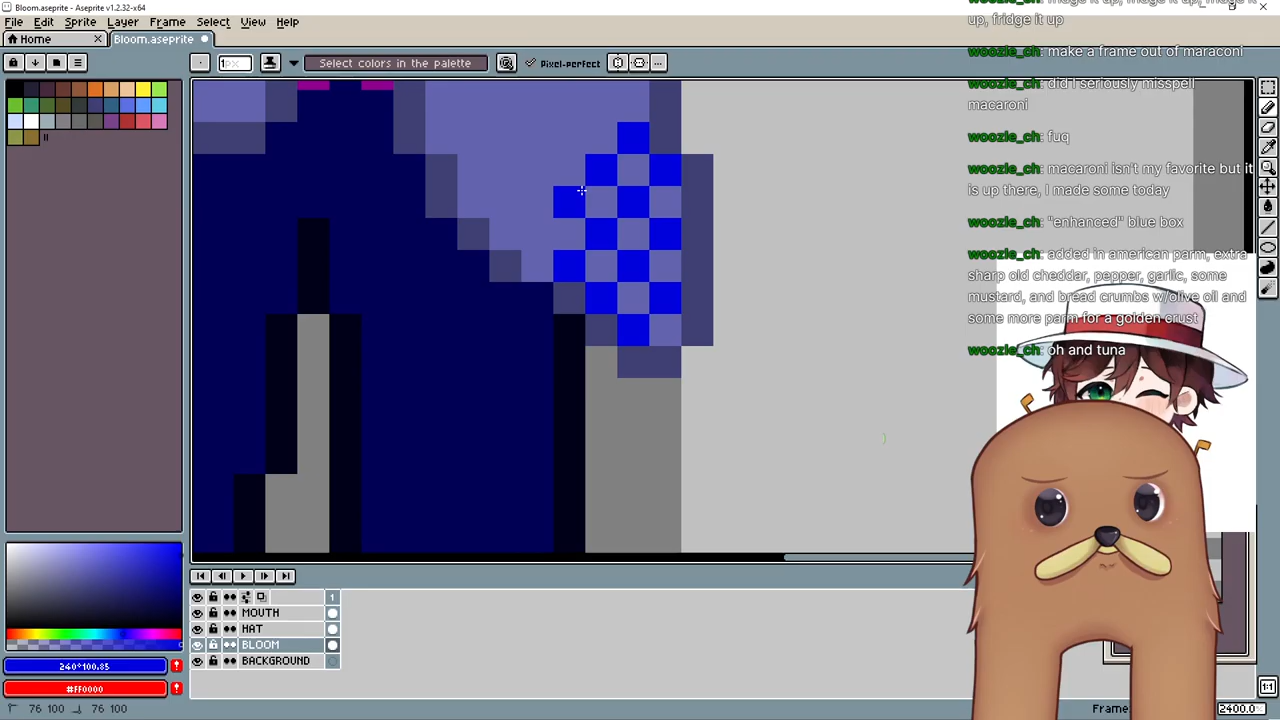 Bloom.aseprite - Aseprite v1.2.32-x64
File Edit Sprite Layer Frame Select View Help
Home
Bloom.aseprite
1px
Select colors in the palette
Pixel-perfect
up, fridge it up
woozle_ch: make a frame out of maraconi
woozle_ch: did I seriously misspell
macaroni
woozle_ch: fuq
woozle_ch: macaroni isn't my favorite but it
is up there, I made some today
woozle_ch: "enhanced" blue box
woozle_ch: added in american parm, extra
sharp old cheddar, pepper, garlic, some
mustard, and bread crumbs w/olive oil and
some more parm for a golden crust
woozle_ch: oh and tuna
1
MOUTH
HAT
BLOOM
BACKGROUND
240°100.85
#FF0000
76 100 76 100
Frame
2400.0
1:1